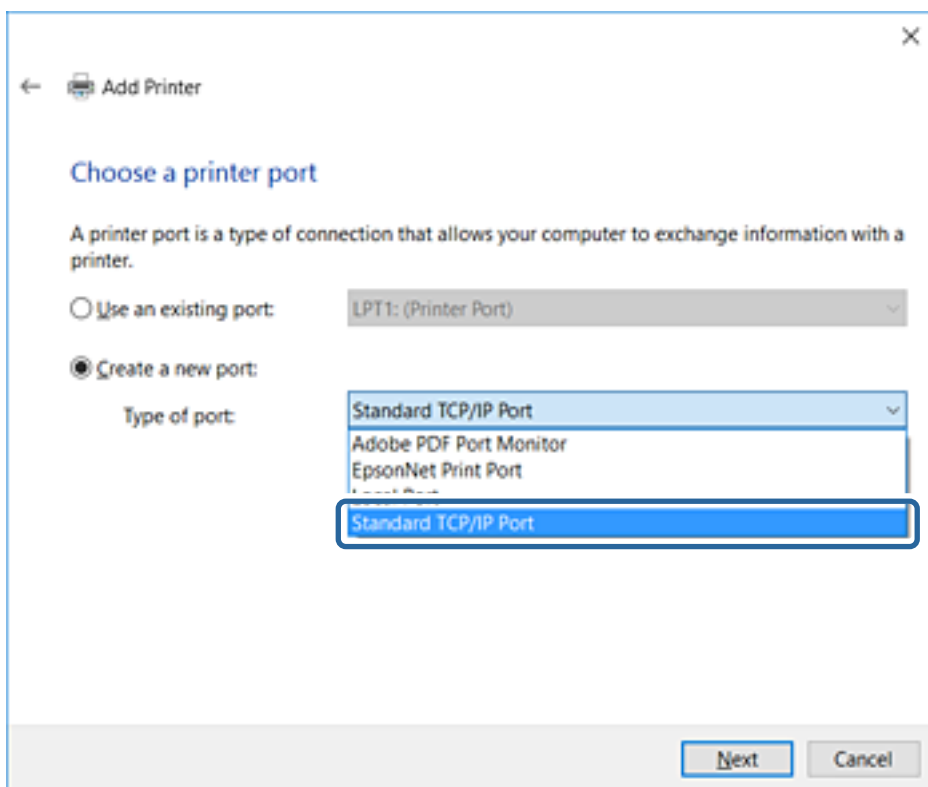 Add Printer
Choose a printer port
A printer port is a type of connection that allows your computer to exchange information with a
printer.
Use an existing port:
LPT1: (Printer Port)
Create a new port:
Type of port:
Standard TCP/IP Port
Adobe PDF Port Monitor
EpsonNet Print Port
Local Port
Standard TCP/IP Port
Next
Cancel